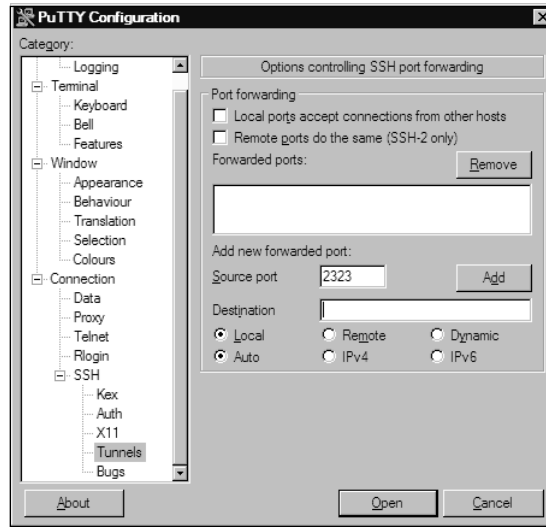 PuTTY Configuration
Category:
Logging
Terminal
Keyboard
Bell
Features
Window
Appearance
Behaviour
Translation
Selection
Colours
Connection
Data
Proxy
Telnet
Rlogin
SSH
Kex
Auth
X11
Tunnels
Bugs
Options controlling SSH port forwarding
Port forwarding
Local ports accept connections from other hosts
Remote ports do the same (SSH-2 only)
Forwarded ports: Remove
Add new forwarded port:
Source port 2323 Add
Destination
Local Remote Dynamic
Auto IPv4 IPv6
About Open Cancel